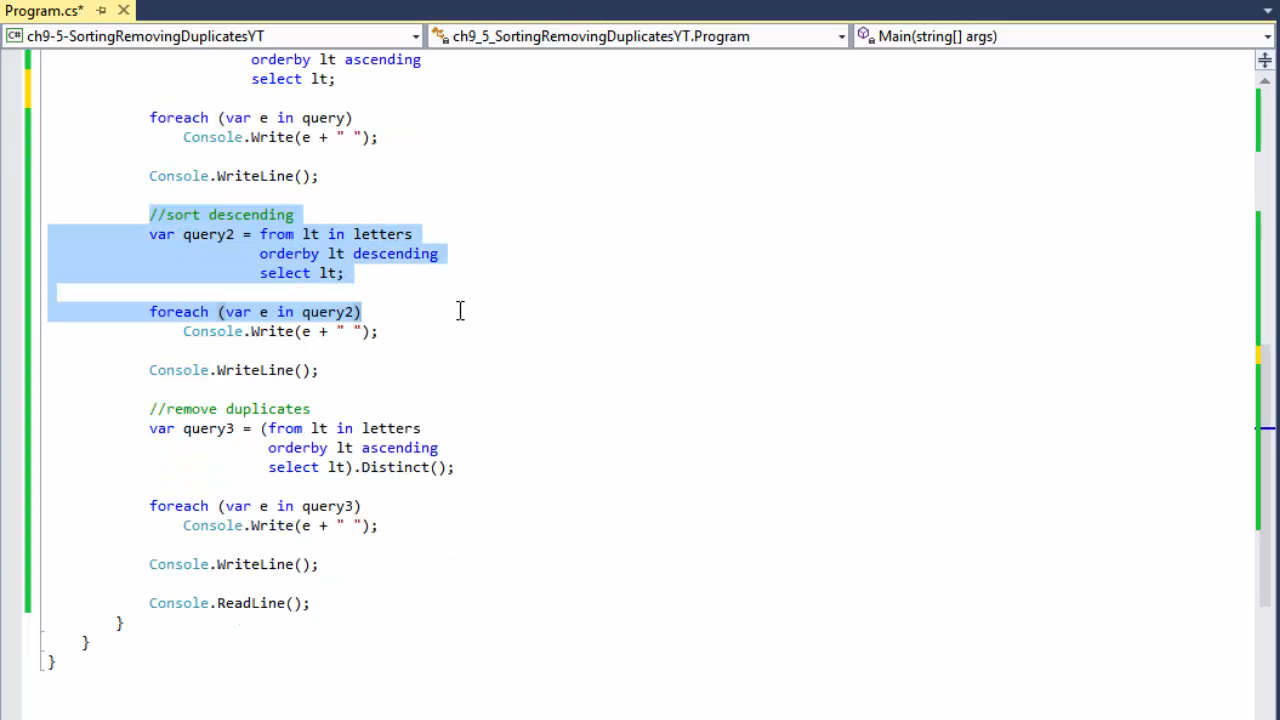 Program.cs*
ch9-5-SortingRemovingDuplicatesYT ch9_5_SortingRemovingDuplicatesYT.Program Main(string[] args)
orderby lt ascending
select lt;
foreach (var e in query)
Console.Write(e + " ");
Console.WriteLine();
//sort descending
var query2 = from lt in letters
orderby lt descending
select lt;
foreach (var e in query2)
Console.Write(e + " ");
Console.WriteLine();
//remove duplicates
var query3 = (from lt in letters
orderby lt ascending
select lt).Distinct();
foreach (var e in query3)
Console.Write(e + " ");
Console.WriteLine();
Console.ReadLine();
}
}
}